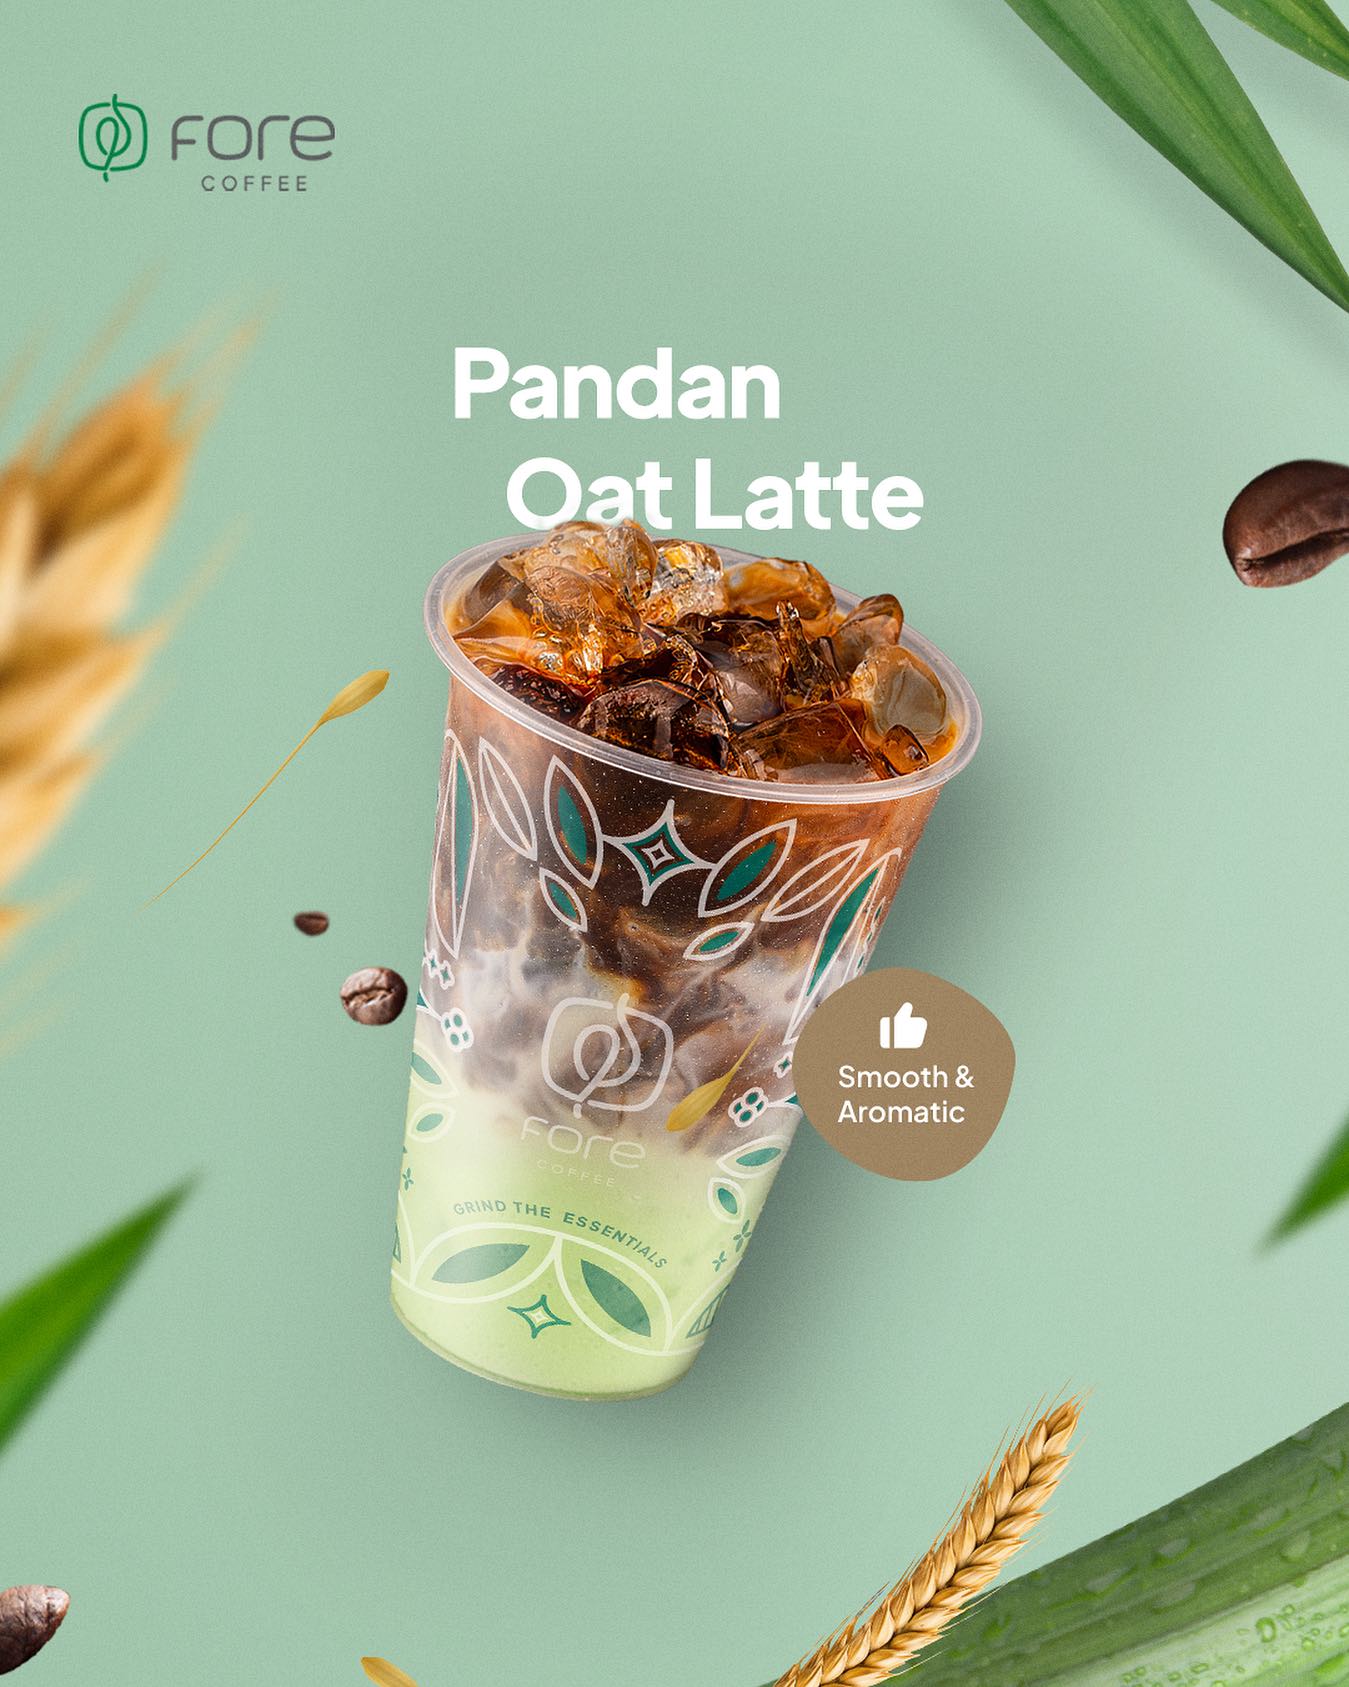 fore
COFFEE
Pandan
Oat Latte
Smooth &
Aromatic
fore
COFFEE
GRIND THE ESSENTIALS